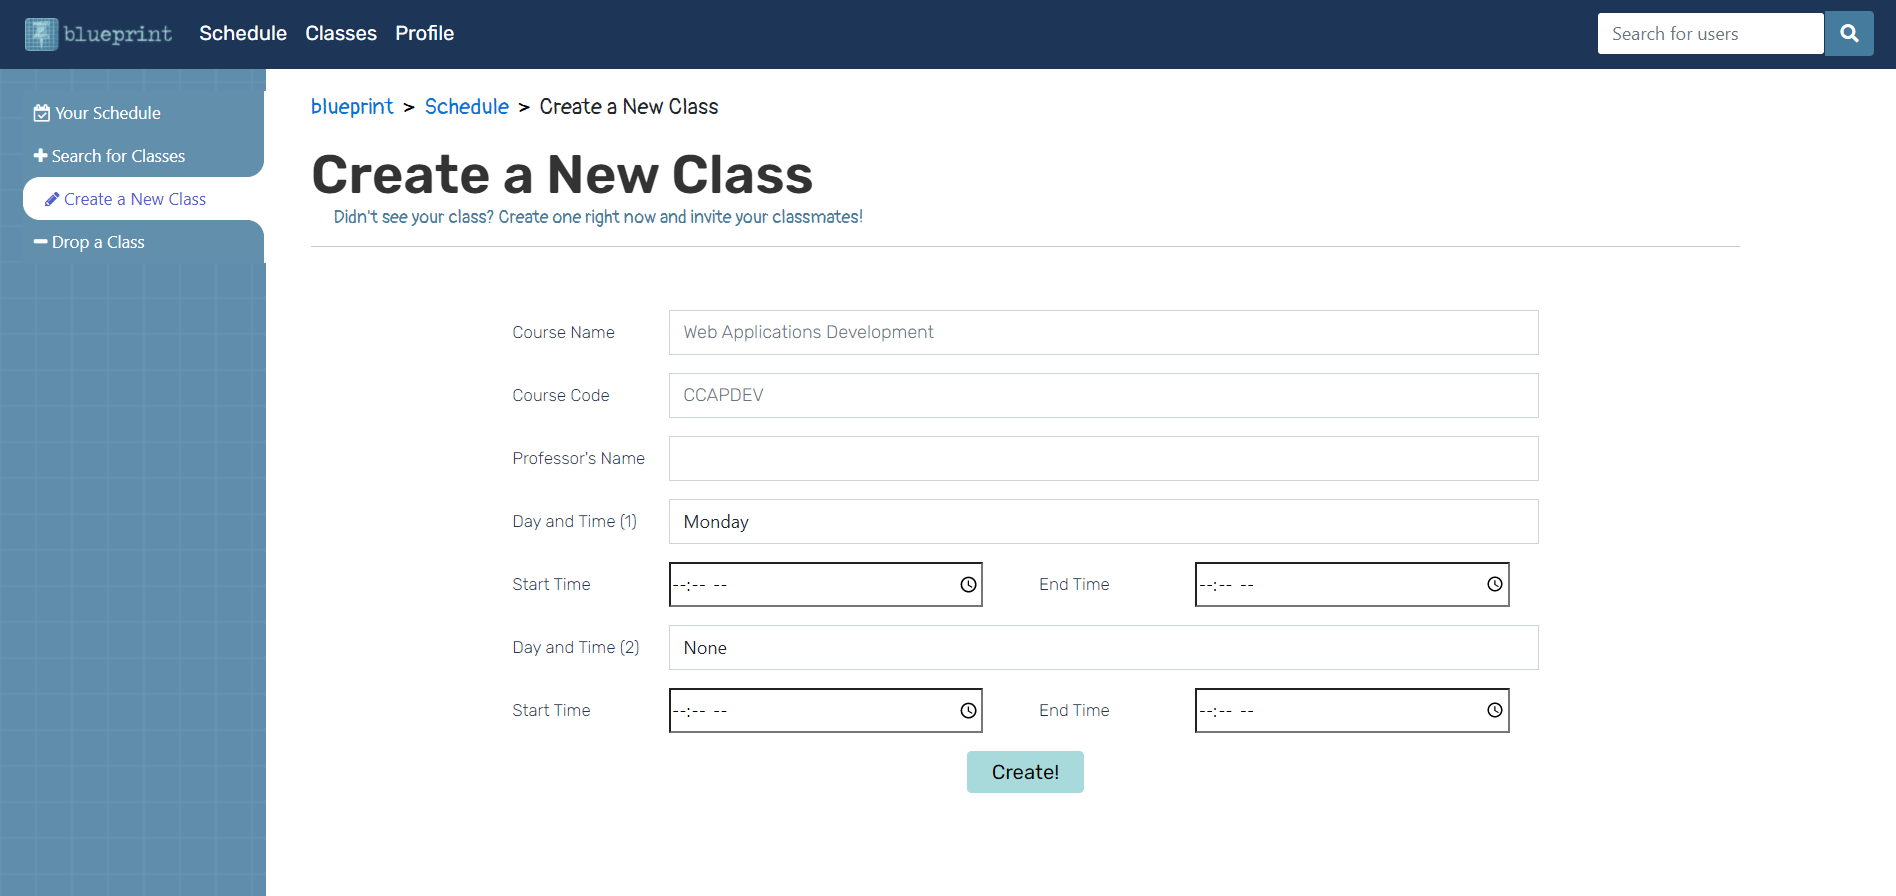 blueprint Schedule Classes Profile Search for users
Your Schedule
Search for Classes
Create a New Class
Drop a Class
blueprint > Schedule > Create a New Class
Create a New Class
Didn't see your class? Create one right now and invite your classmates!
Course Name Web Applications Development
Course Code CCAPDEV
Professor's Name
Day and Time (1) Monday
Start Time --:-- -- End Time --:-- --
Day and Time (2) None
Start Time --:-- -- End Time --:-- --
Create!